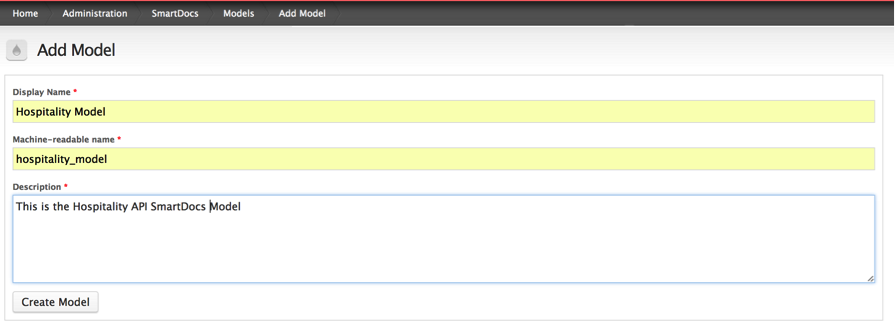 Home Administration SmartDocs Models Add Model
Add Model
Display Name *
Hospitality Model
Machine-readable name *
hospitality_model
Description *
This is the Hospitality API SmartDocs Model
Create Model